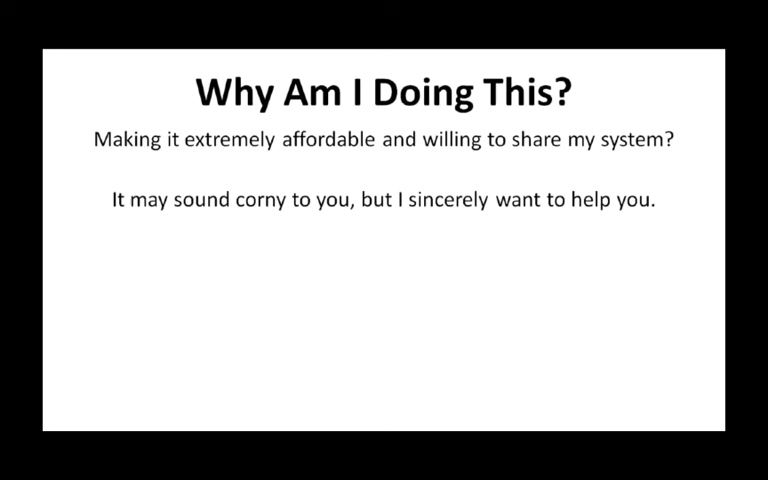 Why Am I Doing This?
Making it extremely affordable and willing to share my system?
It may sound corny to you, but I sincerely want to help you.